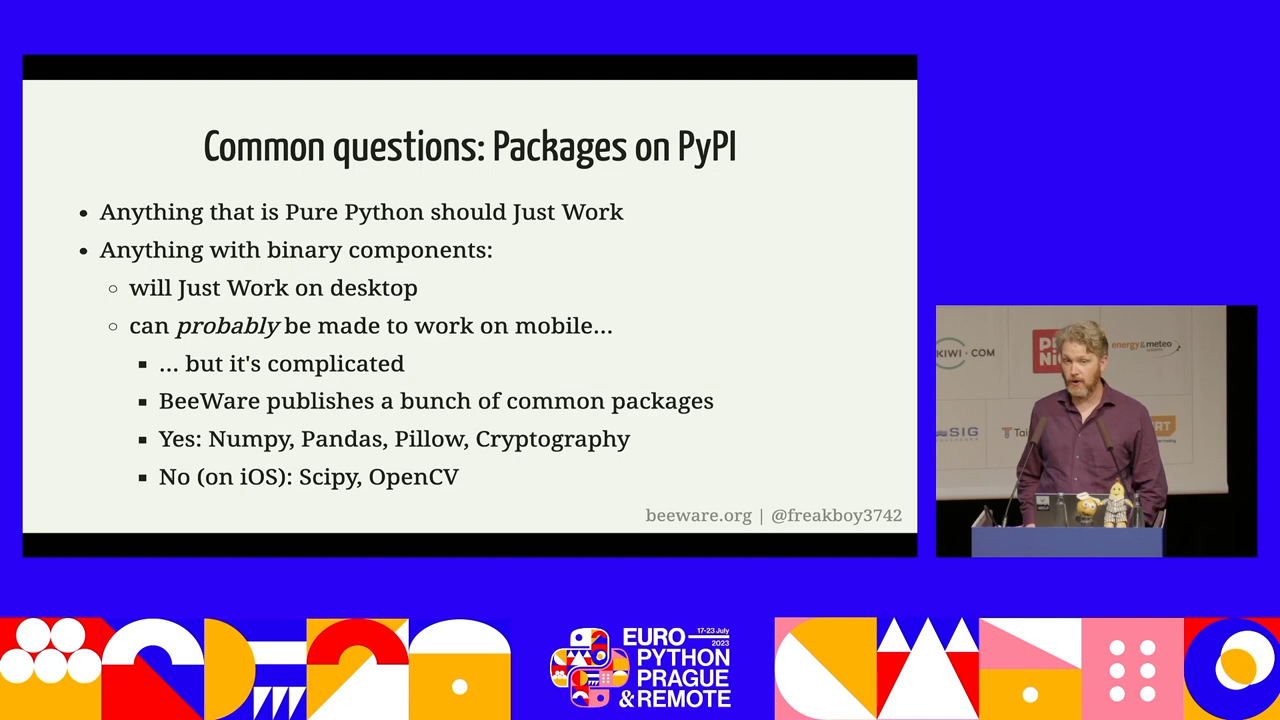 Common questions: Packages on PyPI
Anything that is Pure Python should Just Work
Anything with binary components:
will Just Work on desktop
can probably be made to work on mobile...
... but it's complicated
BeeWare publishes a bunch of common packages
Yes: Numpy, Pandas, Pillow, Cryptography
No (on iOS): Scipy, OpenCV
beeware.org | @freakboy3742
KIWI.COM
energy & meteo
17-23 July
2023
EURO
PYTHON
PRAGUE
& REMOTE